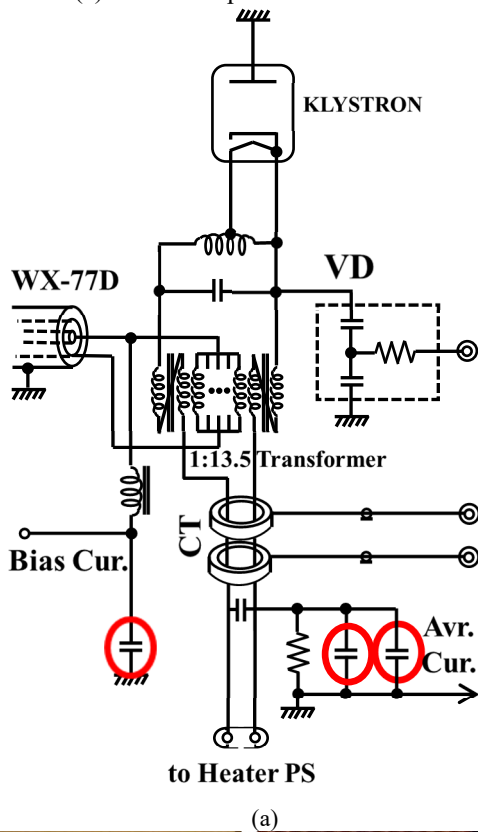 KLYSTRON
WX-77D
VD
1:13.5 Transformer
CT
Bias Cur.
Avr.
Cur.
to Heater PS
(a)